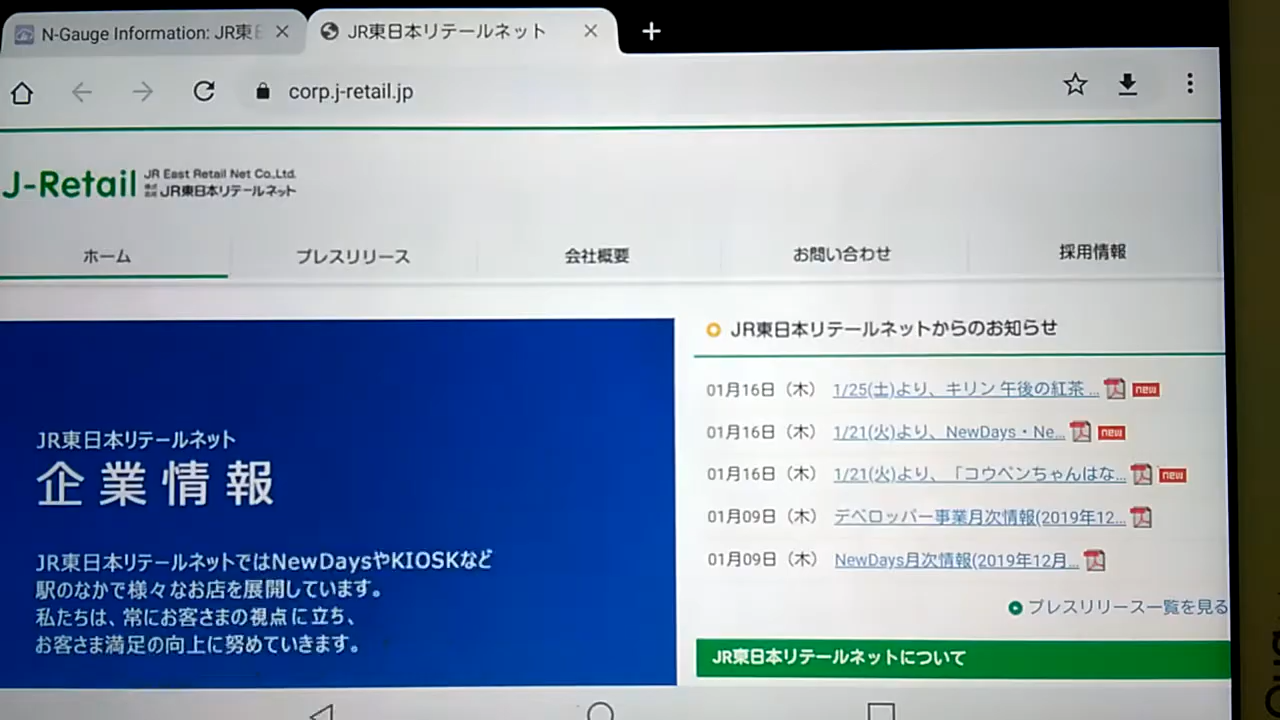 N-Gauge Information: JR東
JR東日本リテールネット
corp.j-retail.jp
J-Retail
JR East Retail Net Co.,Ltd.
株式会社 JR東日本リテールネット
ホーム
プレスリリース
会社概要
お問い合わせ
採用情報
JR東日本リテールネット
企業情報
JR東日本リテールネットではNewDaysやKIOSKなど
駅のなかで様々なお店を展開しています。
私たちは、常にお客さまの視点に立ち、
お客さま満足の向上に努めていきます。
JR東日本リテールネットからのお知らせ
01月16日（木） 1/25(土)より、キリン 午後の紅茶 ... new
01月16日（木） 1/21(火)より、NewDays・Ne... new
01月16日（木） 1/21(火)より、「コウペンちゃんはな... new
01月09日（木） デベロッパー事業月次情報(2019年12...
01月09日（木） NewDays月次情報(2019年12月...
プレスリリース一覧を見る
JR東日本リテールネットについて